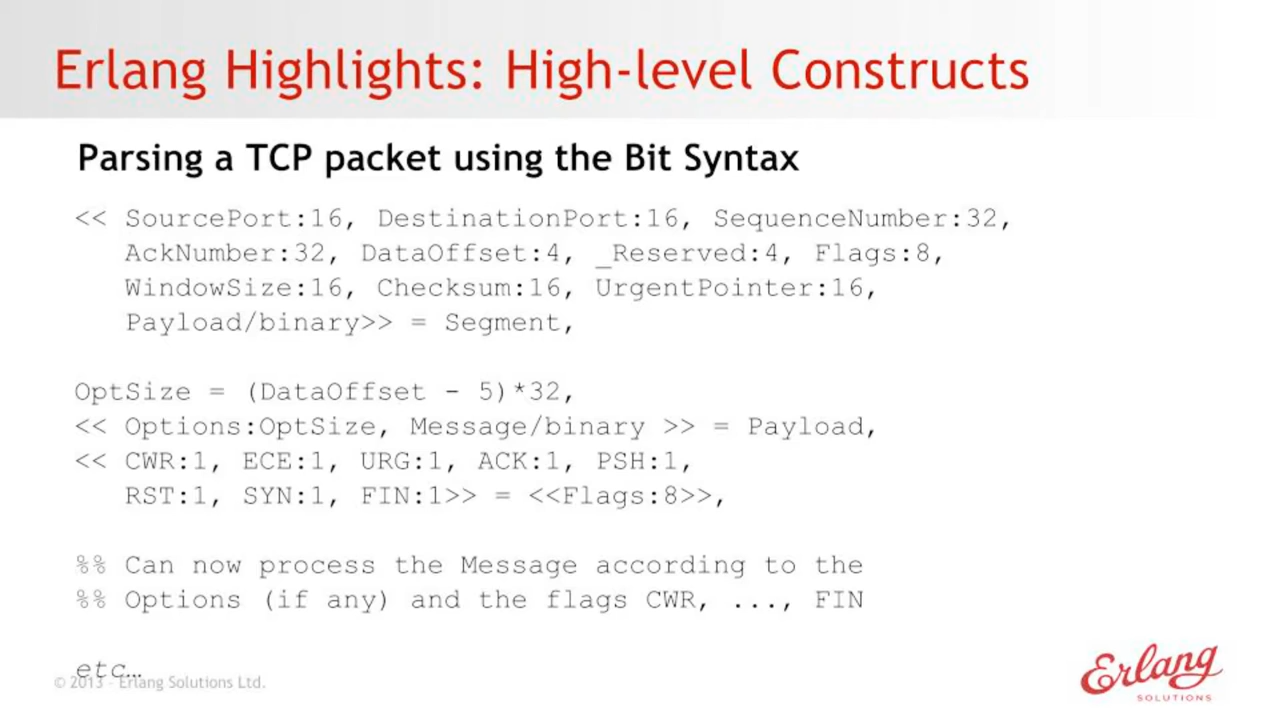 Erlang Highlights: High-level Constructs
Parsing a TCP packet using the Bit Syntax
<< SourcePort:16, DestinationPort:16, SequenceNumber:32,
AckNumber:32, DataOffset:4, _Reserved:4, Flags:8,
WindowSize:16, Checksum:16, UrgentPointer:16,
Payload/binary>> = Segment,
OptSize = (DataOffset - 5)*32,
<< Options:OptSize, Message/binary >> = Payload,
<< CWR:1, ECE:1, URG:1, ACK:1, PSH:1,
RST:1, SYN:1, FIN:1>> = <<Flags:8>>,
%% Can now process the Message according to the
%% Options (if any) and the flags CWR, ..., FIN
etc…
© 2013 – Erlang Solutions Ltd.
Erlang
SOLUTIONS